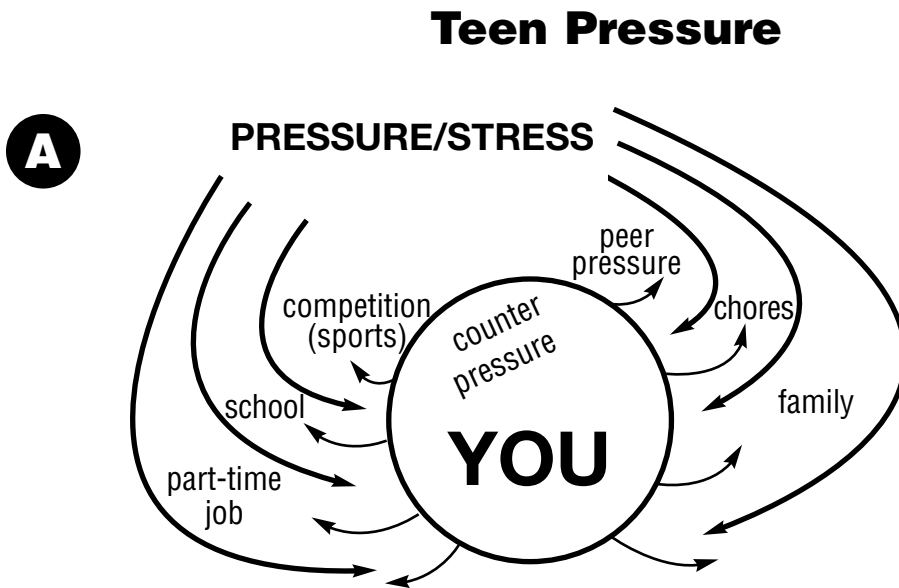 Teen Pressure
A
PRESSURE/STRESS
peer
pressure
competition
(sports)
counter
pressure
chores
school
family
YOU
part-time
job